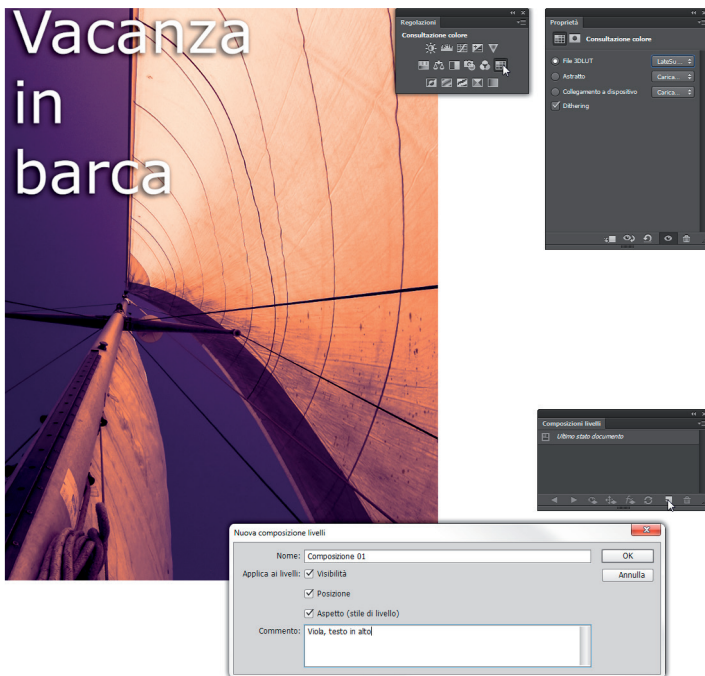 Vacanza
in
barca
Regolazioni
Consultazione colore
Proprietà
Consultazione colore
File 3DLUT LateSu...
Astratto Carica...
Collegamento a dispositivo Carica...
Dithering
Composizioni livelli
Ultimo stato documento
Nuova composizione livelli
Nome: Composizione 01 OK
Applica ai livelli: Visibilità Annulla
Posizione
Aspetto (stile di livello)
Commento: Viola, testo in alto